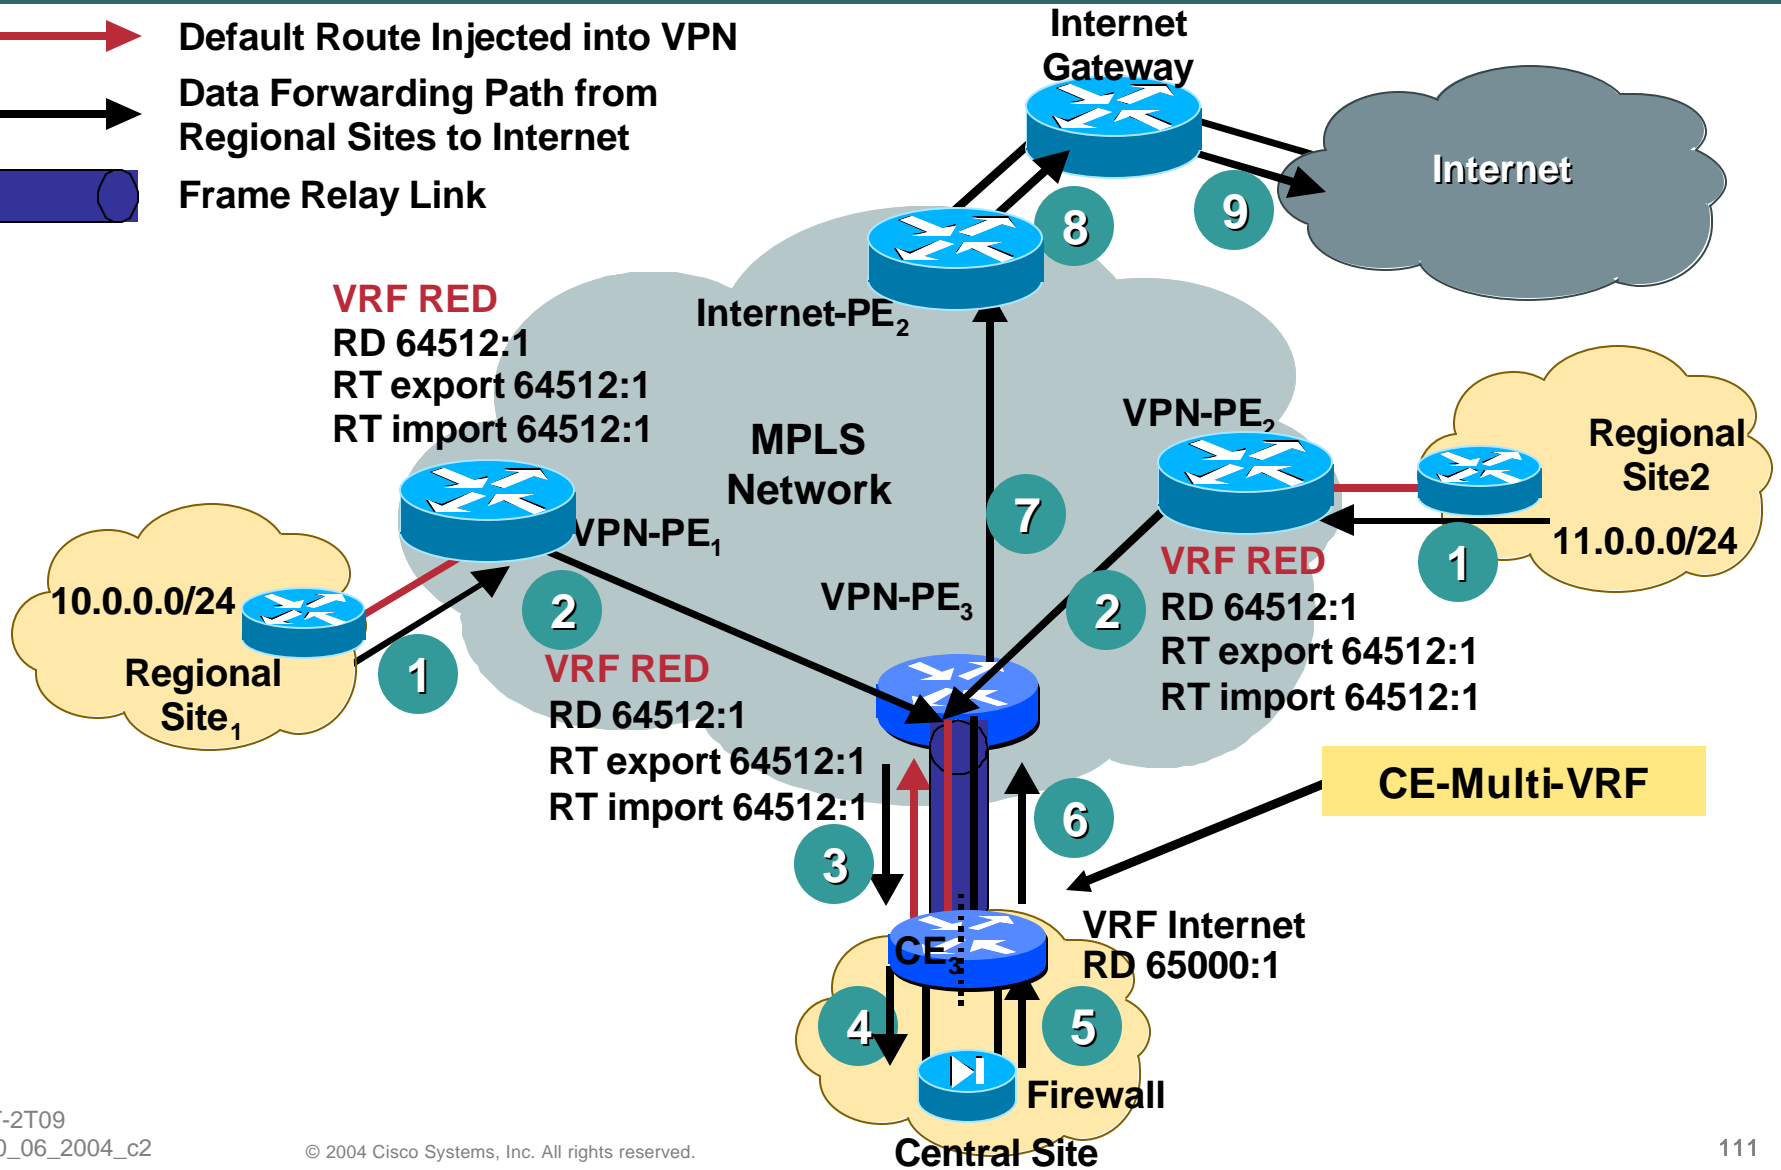 Default Route Injected into VPN
Data Forwarding Path from
Regional Sites to Internet
Frame Relay Link
Internet
Gateway
Internet
8
9
Internet-PE2
VRF RED
RD 64512:1
RT export 64512:1
RT import 64512:1
MPLS
Network
VPN-PE1
VPN-PE2
VPN-PE3
7
Regional
Site2
11.0.0.0/24
1
10.0.0.0/24
Regional
Site1
1
2
2
VRF RED
RD 64512:1
RT export 64512:1
RT import 64512:1
VRF RED
RD 64512:1
RT export 64512:1
RT import 64512:1
CE-Multi-VRF
3
6
VRF Internet
RD 65000:1
CE3
4
5
Firewall
Central Site
-2T09
0_06_2004_c2
© 2004 Cisco Systems, Inc. All rights reserved.
111